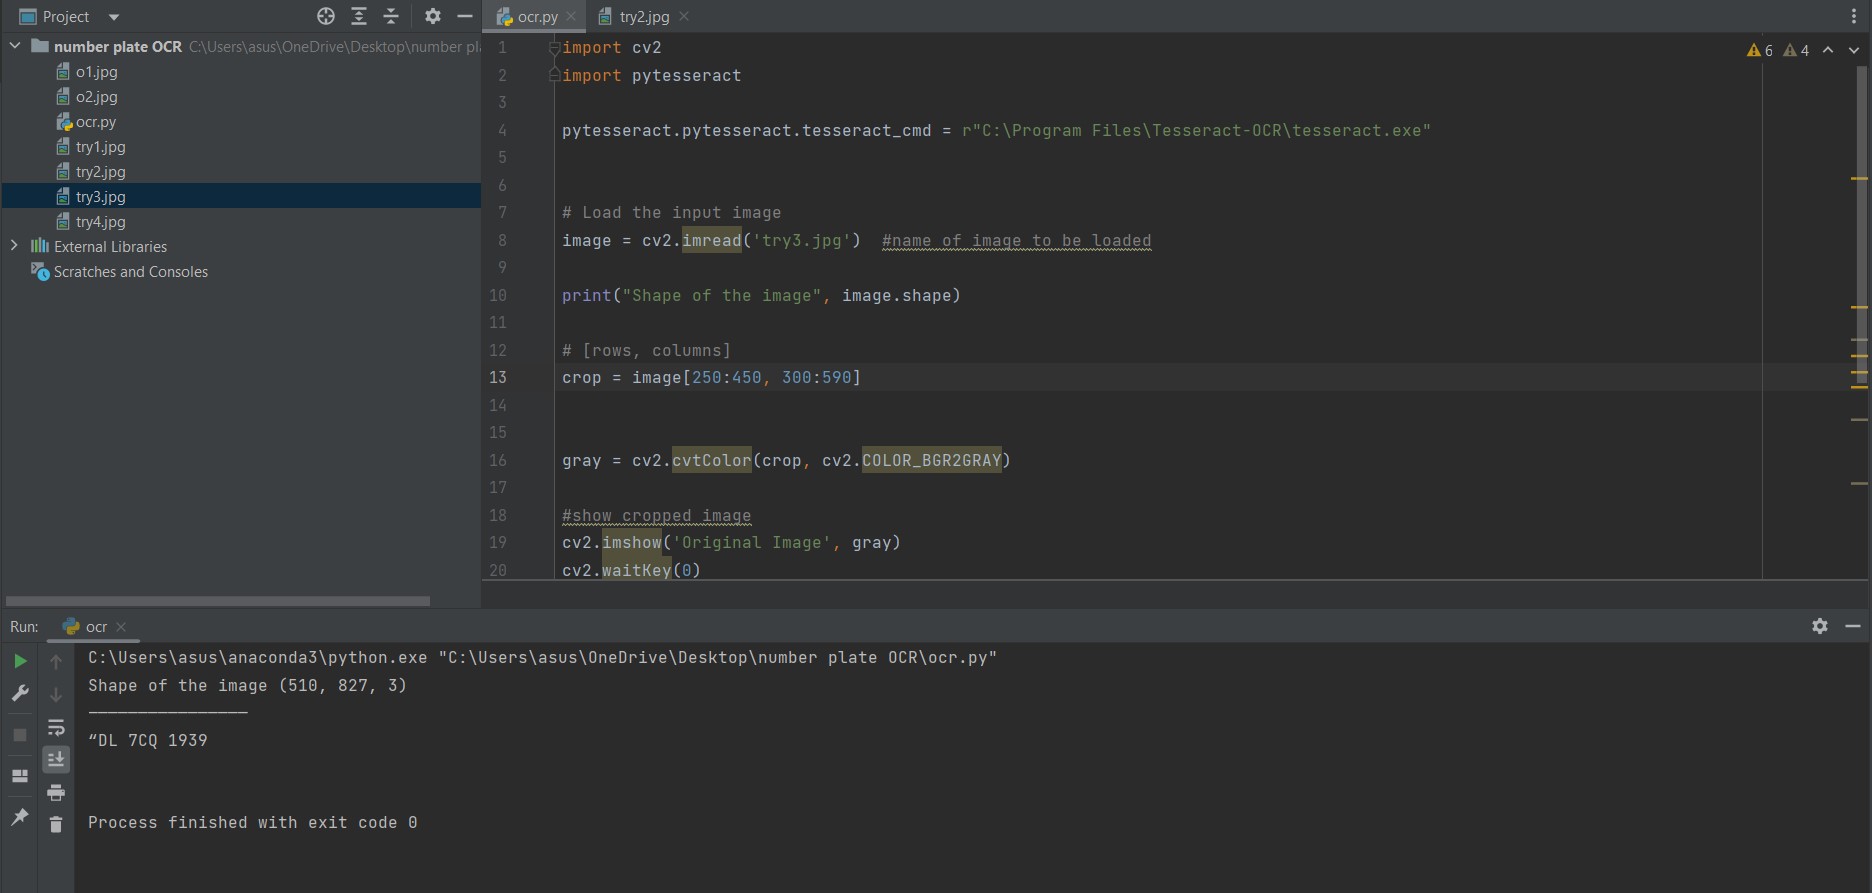 Project
ocr.py
try2.jpg
number plate OCR C:\Users\asus\OneDrive\Desktop\number pl
o1.jpg
o2.jpg
ocr.py
try1.jpg
try2.jpg
try3.jpg
try4.jpg
External Libraries
Scratches and Consoles
6 4
1 import cv2
2 import pytesseract
3
4 pytesseract.pytesseract.tesseract_cmd = r"C:\Program Files\Tesseract-OCR\tesseract.exe"
5
6
7 # Load the input image
8 image = cv2.imread('try3.jpg')  #name of image to be loaded
9
10 print("Shape of the image", image.shape)
11
12 # [rows, columns]
13 crop = image[250:450, 300:590]
14
15
16 gray = cv2.cvtColor(crop, cv2.COLOR_BGR2GRAY)
17
18 #show cropped image
19 cv2.imshow('Original Image', gray)
20 cv2.waitKey(0)
Run: ocr
C:\Users\asus\anaconda3\python.exe "C:\Users\asus\OneDrive\Desktop\number plate OCR\ocr.py"
Shape of the image (510, 827, 3)
————————————————
“DL 7CQ 1939
Process finished with exit code 0